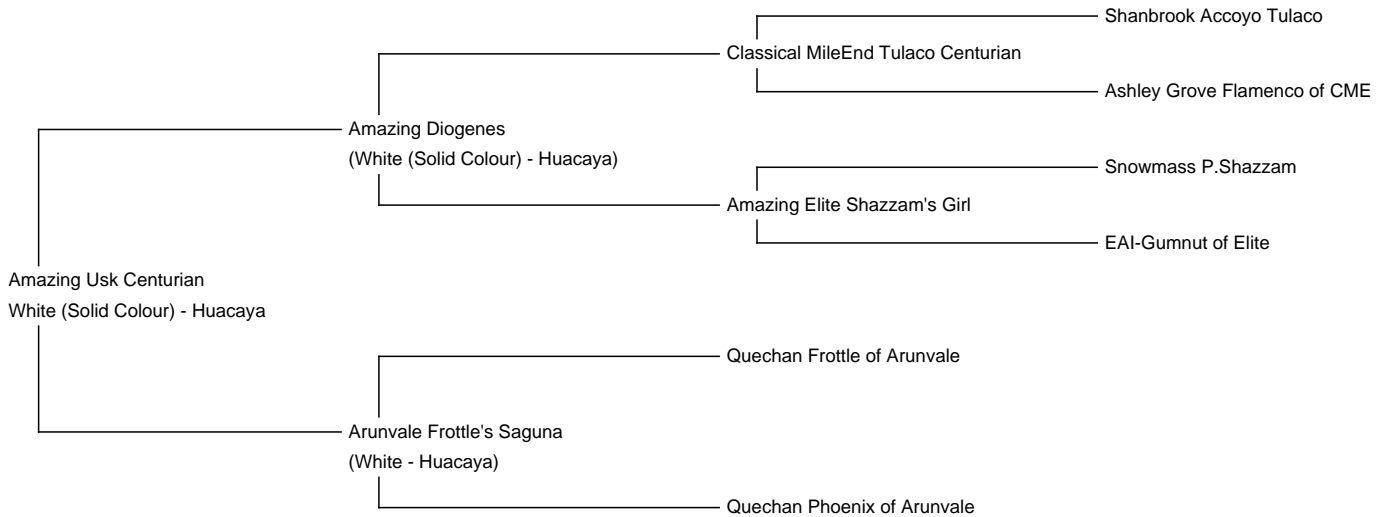 Shanbrook Accoyo Tulaco
Classical MileEnd Tulaco Centurian
Ashley Grove Flamenco of CME
Amazing Diogenes
(White (Solid Colour) - Huacaya)
Snowmass P.Shazzam
Amazing Elite Shazzam's Girl
EAI-Gumnut of Elite
Amazing Usk Centurian
White (Solid Colour) - Huacaya
Quechan Frottle of Arunvale
Arunvale Frottle's Saguna
(White - Huacaya)
Quechan Phoenix of Arunvale